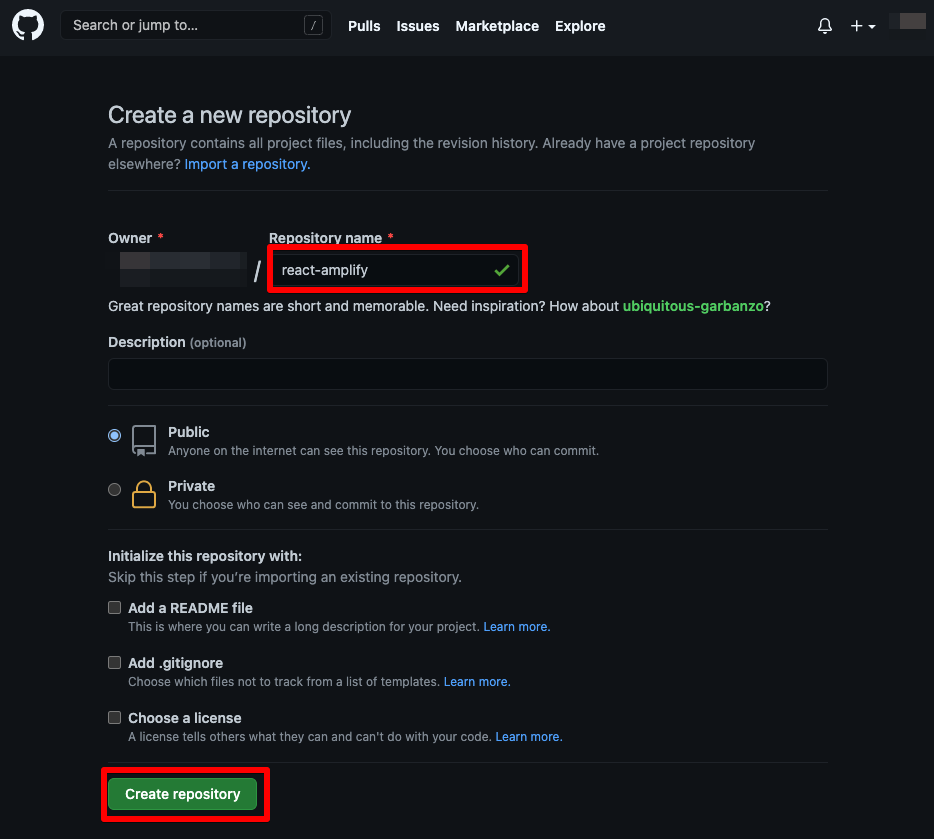 Search or jump to... /
Pulls Issues Marketplace Explore
Create a new repository
A repository contains all project files, including the revision history. Already have a project repository
elsewhere? Import a repository.
Owner * Repository name *
/ react-amplify
Great repository names are short and memorable. Need inspiration? How about ubiquitous-garbanzo?
Description (optional)
Public
Anyone on the internet can see this repository. You choose who can commit.
Private
You choose who can see and commit to this repository.
Initialize this repository with:
Skip this step if you’re importing an existing repository.
Add a README file
This is where you can write a long description for your project. Learn more.
Add .gitignore
Choose which files not to track from a list of templates. Learn more.
Choose a license
A license tells others what they can and can't do with your code. Learn more.
Create repository